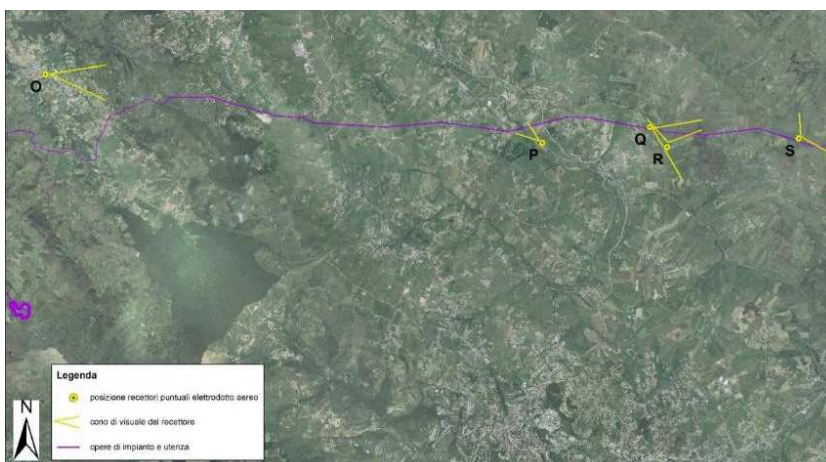 O
P
Q
R
S
Legenda
posizione recettori puntuali elettrodotto aereo
cono di visuale del recettore
opere di impianto e utenza
N